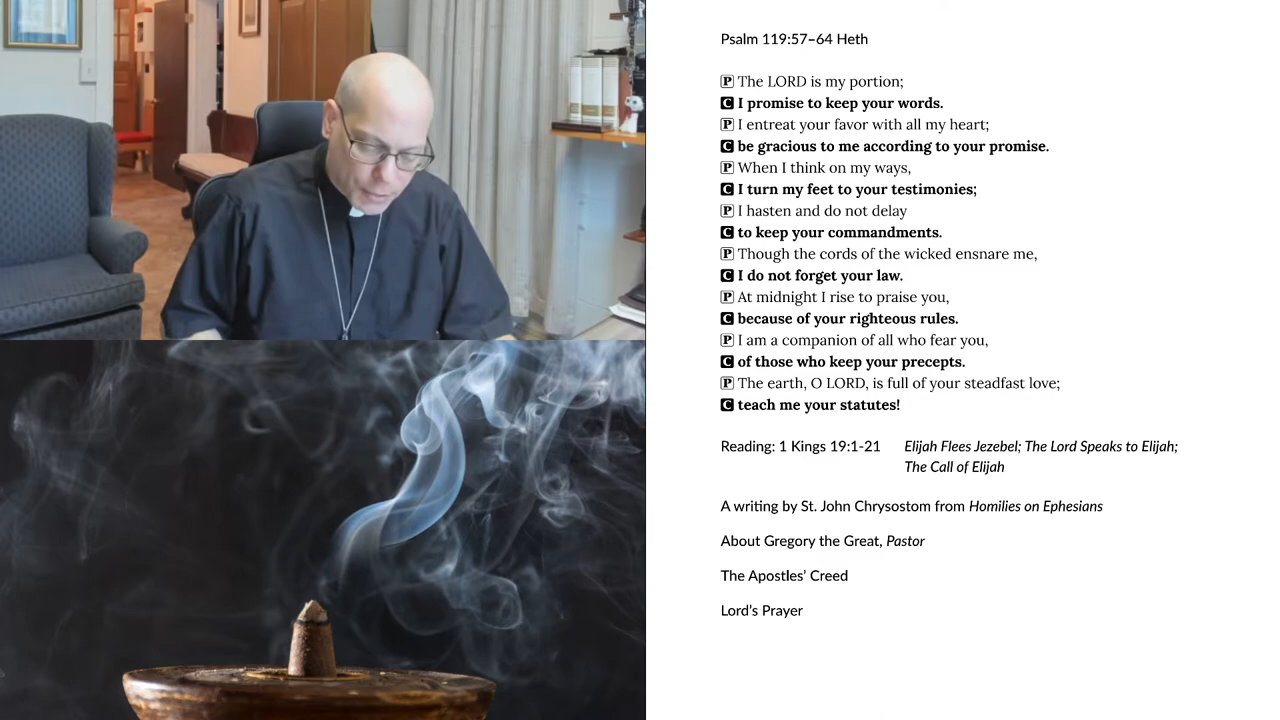 Psalm 119:57–64 Heth
P The LORD is my portion;
C I promise to keep your words.
P I entreat your favor with all my heart;
C be gracious to me according to your promise.
P When I think on my ways,
C I turn my feet to your testimonies;
P I hasten and do not delay
C to keep your commandments.
P Though the cords of the wicked ensnare me,
C I do not forget your law.
P At midnight I rise to praise you,
C because of your righteous rules.
P I am a companion of all who fear you,
C of those who keep your precepts.
P The earth, O LORD, is full of your steadfast love;
C teach me your statutes!
Reading: 1 Kings 19:1-21 Elijah Flees Jezebel; The Lord Speaks to Elijah;
The Call of Elijah
A writing by St. John Chrysostom from Homilies on Ephesians
About Gregory the Great, Pastor
The Apostles’ Creed
Lord’s Prayer